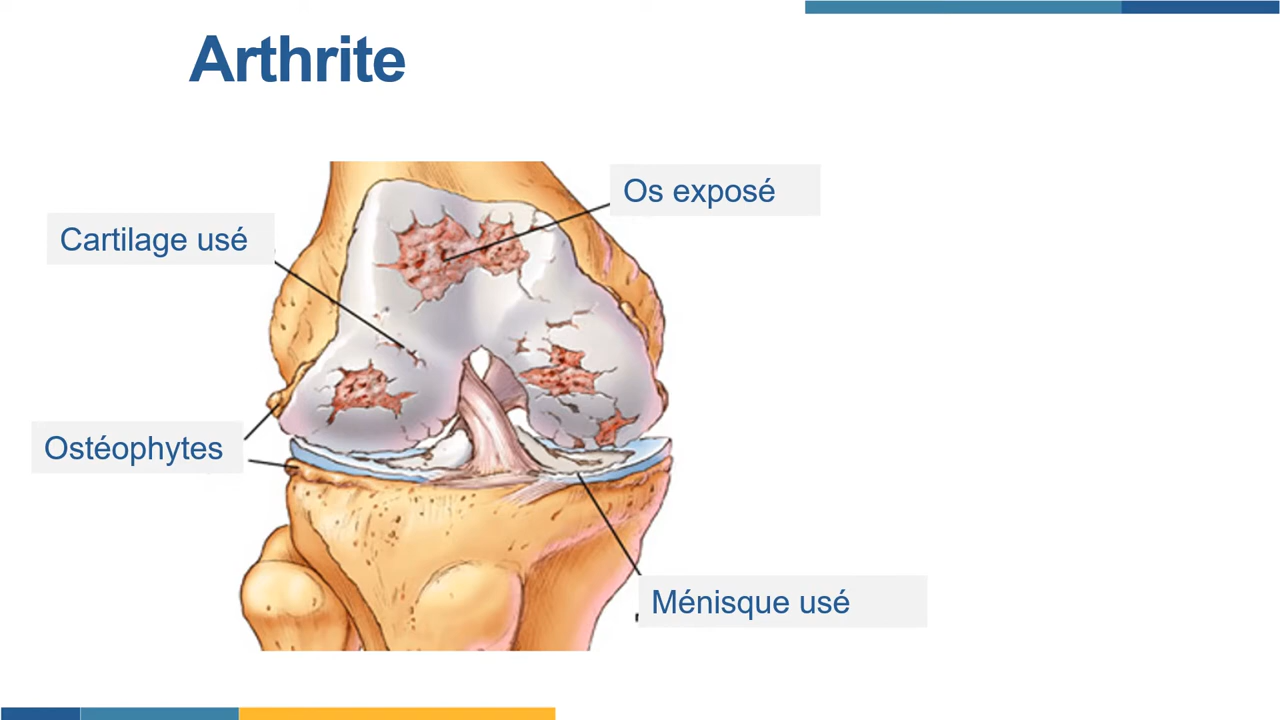 Arthrite
Os exposé
Cartilage usé
Ostéophytes
Ménisque usé